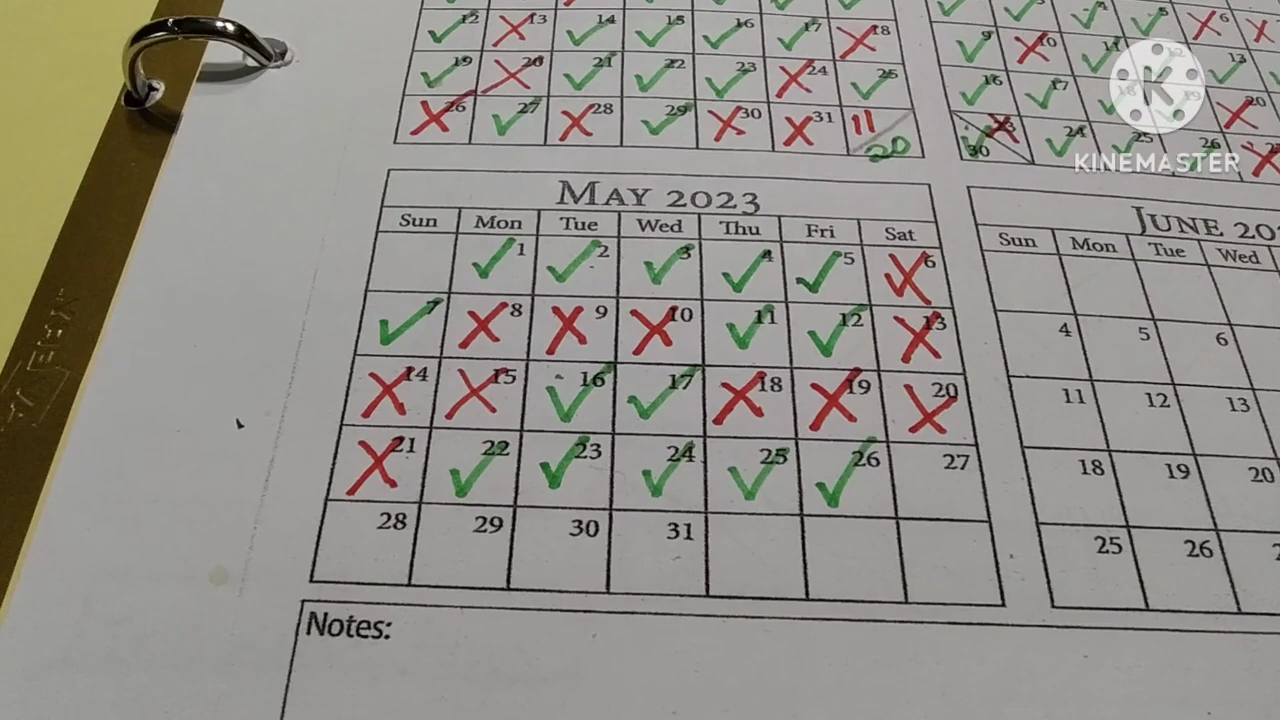 12 13 14 15 16 17 18
19 20 21 22 23 24 25
26 27 28 29 30 31 11
20
6
9 10 11 12 13
16 17 18 19 20
23 24 25 26
30
K
KINEMASTER
MAY 2023
Sun Mon Tue Wed Thu Fri Sat
1 2 3 4 5 6
7 8 9 10 11 12 13
14 15 16 17 18 19 20
21 22 23 24 25 26 27
28 29 30 31
JUNE 20
Sun Mon Tue Wed
4 5 6
11 12 13
18 19 20
25 26
Notes: